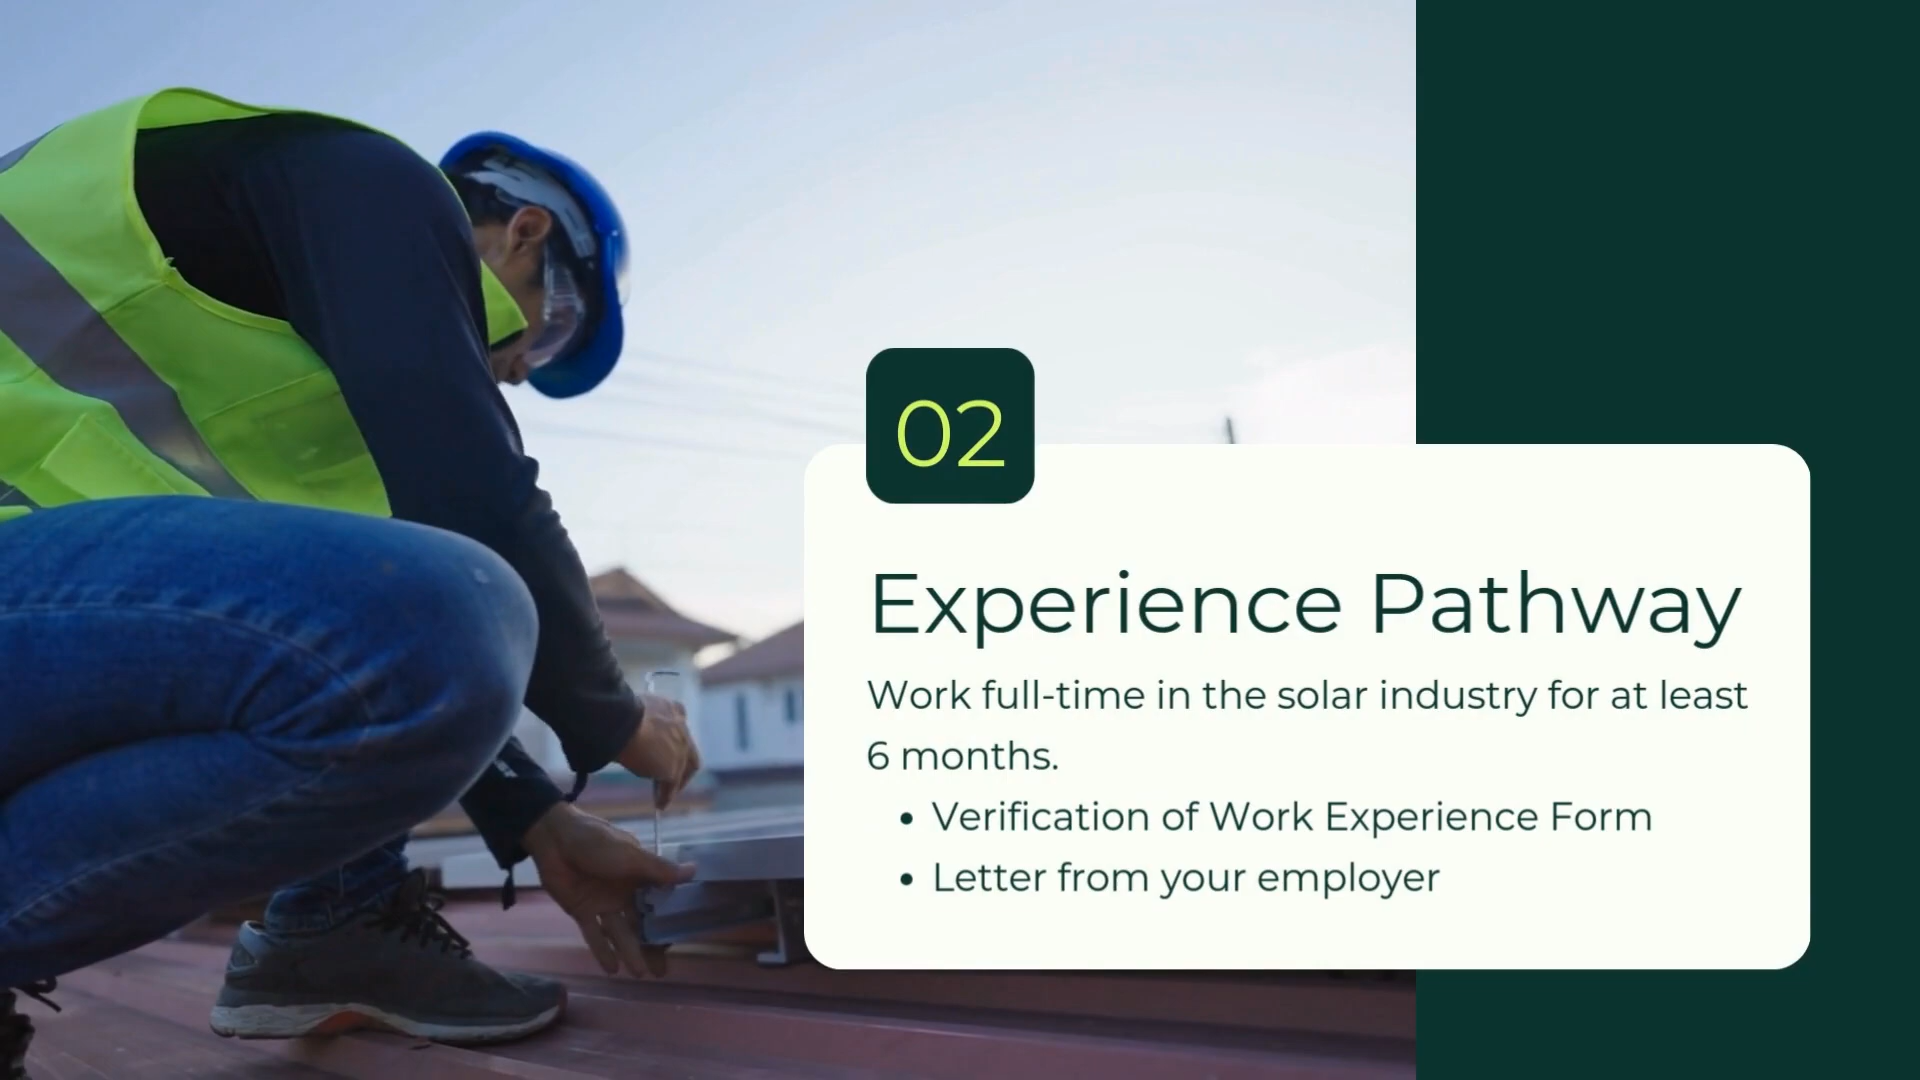 02
Experience Pathway
Work full-time in the solar industry for at least
6 months.
• Verification of Work Experience Form
• Letter from your employer